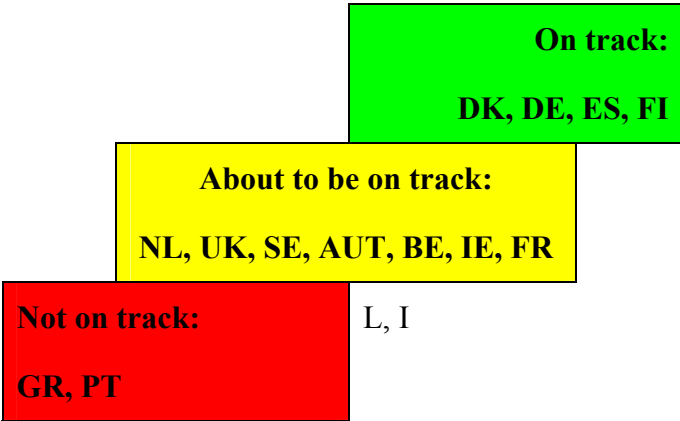 On track:
DK, DE, ES, FI
About to be on track:
NL, UK, SE, AUT, BE, IE, FR
Not on track:
L, I
GR, PT